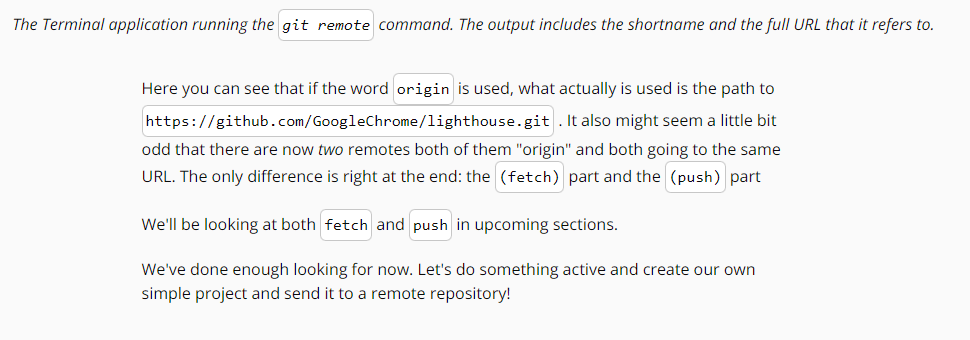 The Terminal application running the git remote command. The output includes the shortname and the full URL that it refers to.
Here you can see that if the word origin is used, what actually is used is the path to
https://github.com/GoogleChrome/lighthouse.git . It also might seem a little bit
odd that there are now two remotes both of them "origin" and both going to the same
URL. The only difference is right at the end: the (fetch) part and the (push) part
We'll be looking at both fetch and push in upcoming sections.
We've done enough looking for now. Let's do something active and create our own
simple project and send it to a remote repository!